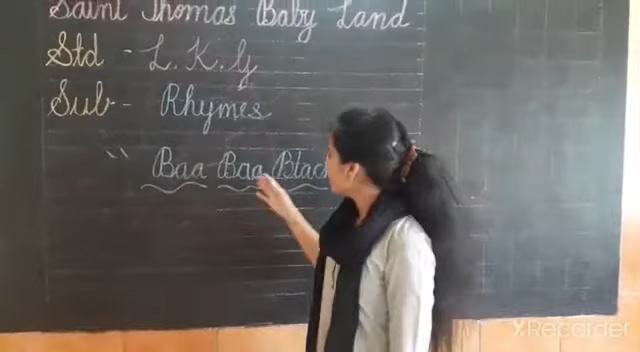 Saint Thomas Baby Land
Std - L.K.G
Sub - Rhymes
" Baa Baa Black
XRECORDER